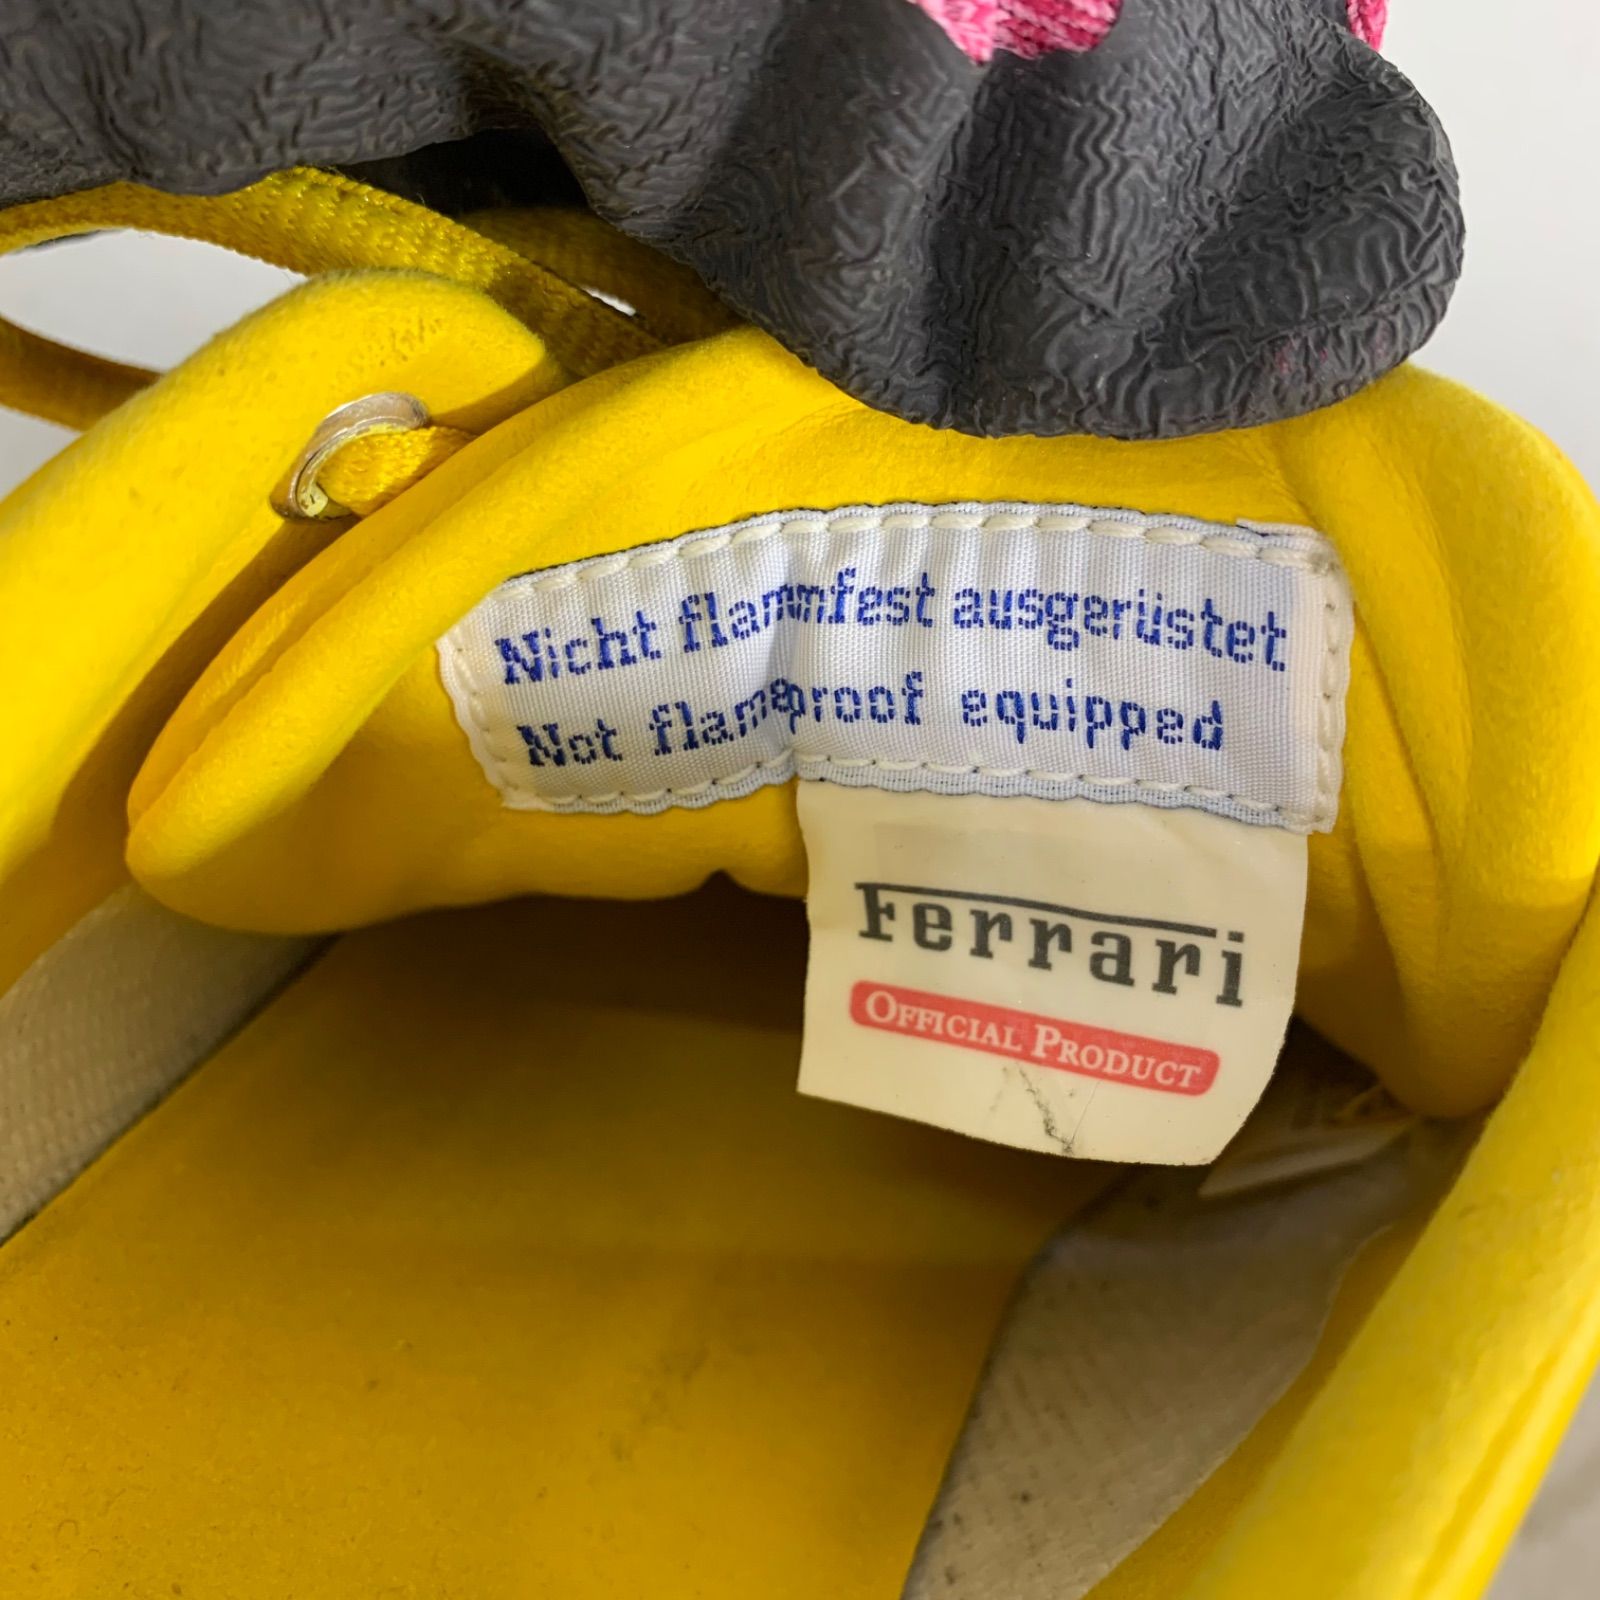 Nicht flammfest ausgerüstet
Not flameproof equipped
Ferrari
OFFICIAL PRODUCT